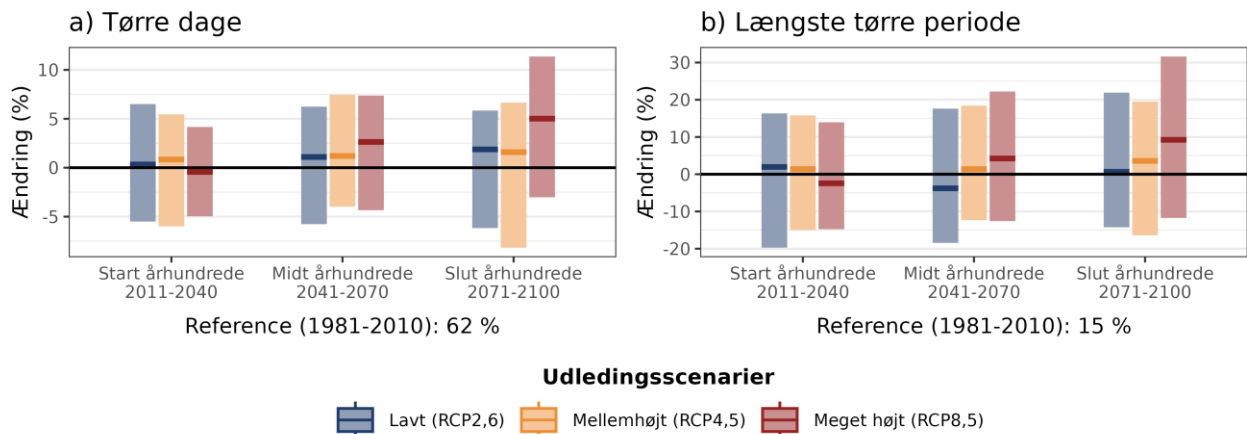 a) Tørre dage
Ændring (%)
10
5
0
-5
Start århundrede
2011-2040
Midt århundrede
2041-2070
Slut århundrede
2071-2100
Reference (1981-2010): 62 %
b) Længste tørre periode
Ændring (%)
30
20
10
0
-10
-20
Start århundrede
2011-2040
Midt århundrede
2041-2070
Slut århundrede
2071-2100
Reference (1981-2010): 15 %
Udledingsscenarier
Lavt (RCP2,6)
Mellemhøjt (RCP4,5)
Meget højt (RCP8,5)